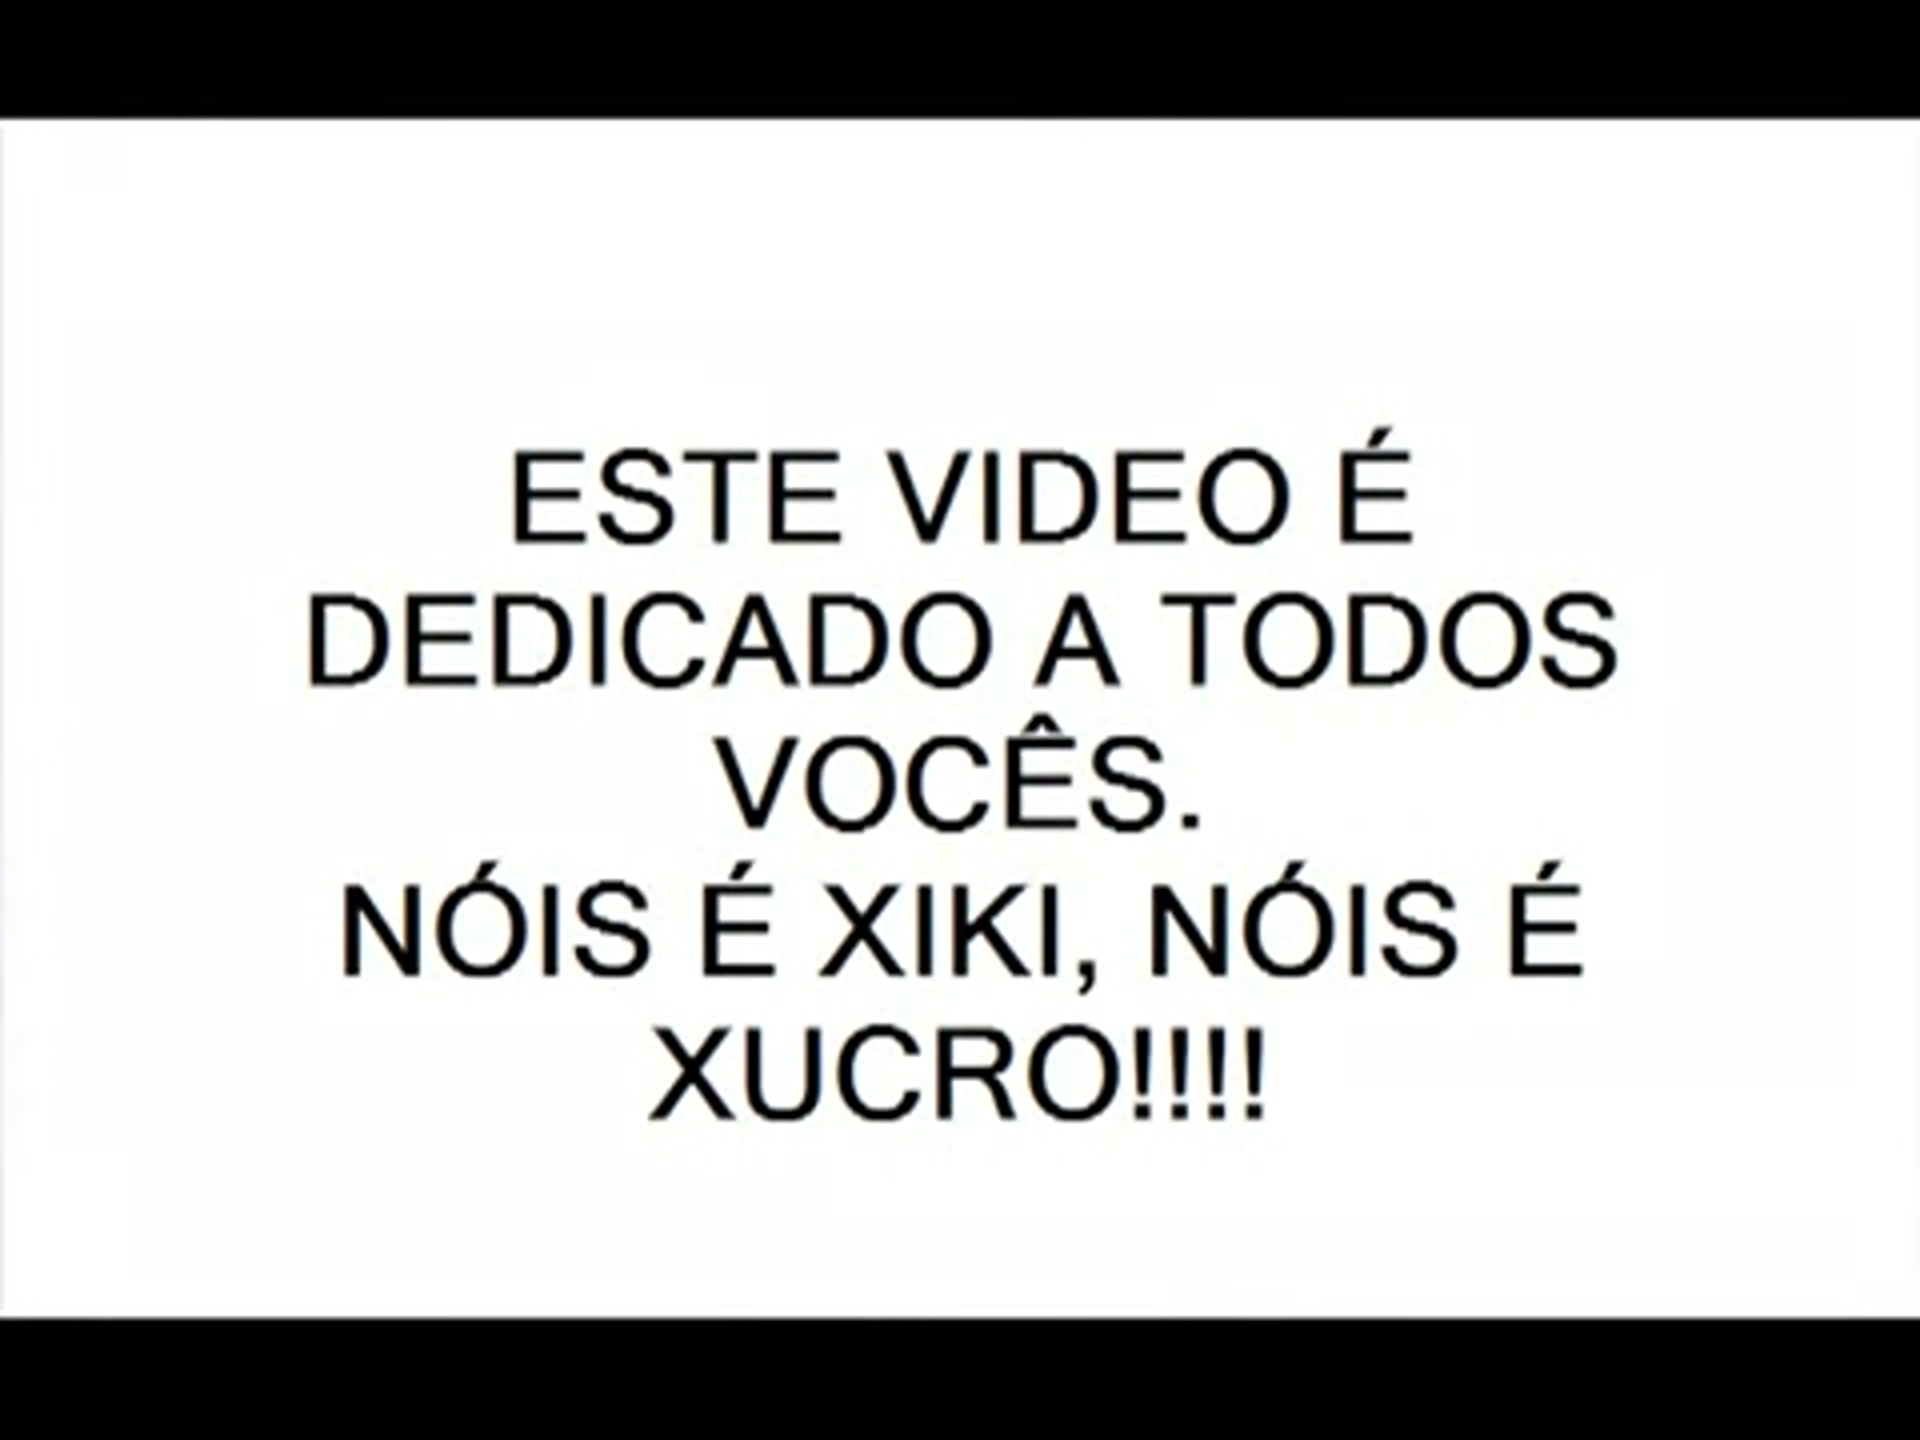 ESTE VIDEO É
DEDICADO A TODOS
VOCÊS.
NÓIS É XIKI, NÓIS É
XUCRO!!!!